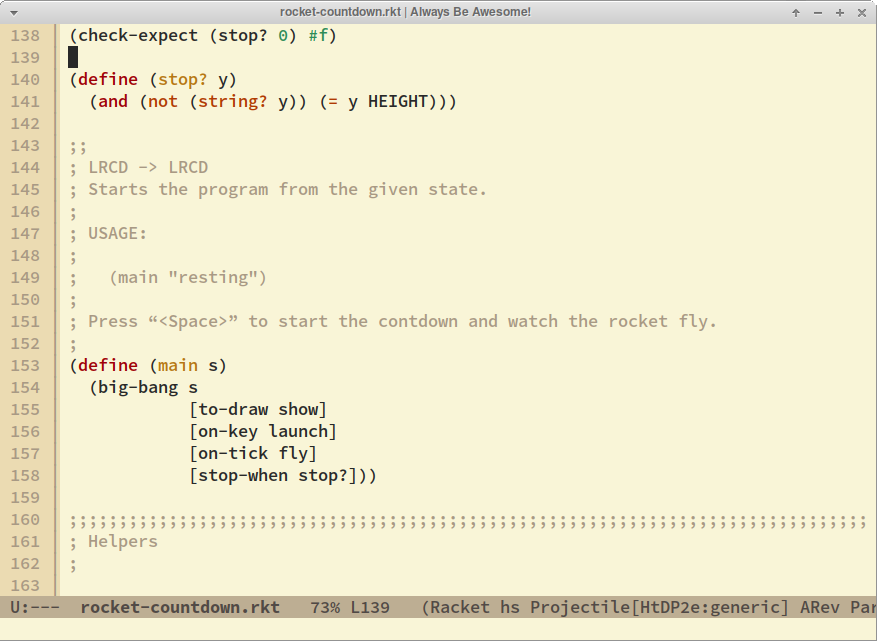 rocket-countdown.rkt | Always Be Awesome!
138 (check-expect (stop? 0) #f)
139
140 (define (stop? y)
141   (and (not (string? y)) (= y HEIGHT)))
142
143 ;;
144 ; LRCD -> LRCD
145 ; Starts the program from the given state.
146 ;
147 ; USAGE:
148 ;
149 ;   (main "resting")
150 ;
151 ; Press “<Space>” to start the contdown and watch the rocket fly.
152 ;
153 (define (main s)
154   (big-bang s
155             [to-draw show]
156             [on-key launch]
157             [on-tick fly]
158             [stop-when stop?]))
159
160 ;;;;;;;;;;;;;;;;;;;;;;;;;;;;;;;;;;;;;;;;;;;;;;;;;;;;;;;;;;;;;;;;;;;;;;;;;;;;;;;;
161 ; Helpers
162 ;
163
U:---  rocket-countdown.rkt   73% L139   (Racket hs Projectile[HtDP2e:generic] ARev Par